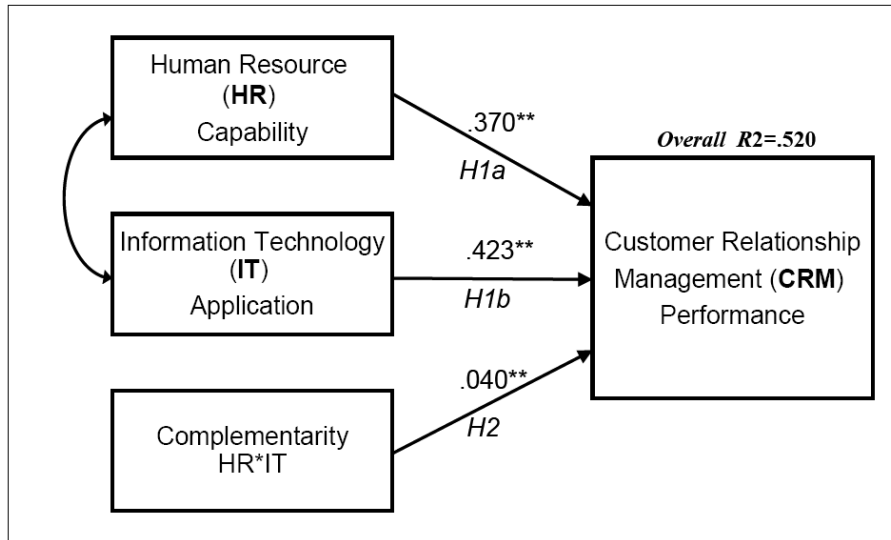 Human Resource
(HR)
Capability
.370**
H1a
Overall R2=.520
Information Technology
(IT)
Application
.423**
H1b
Customer Relationship
Management (CRM)
Performance
.040**
H2
Complementarity
HR*IT